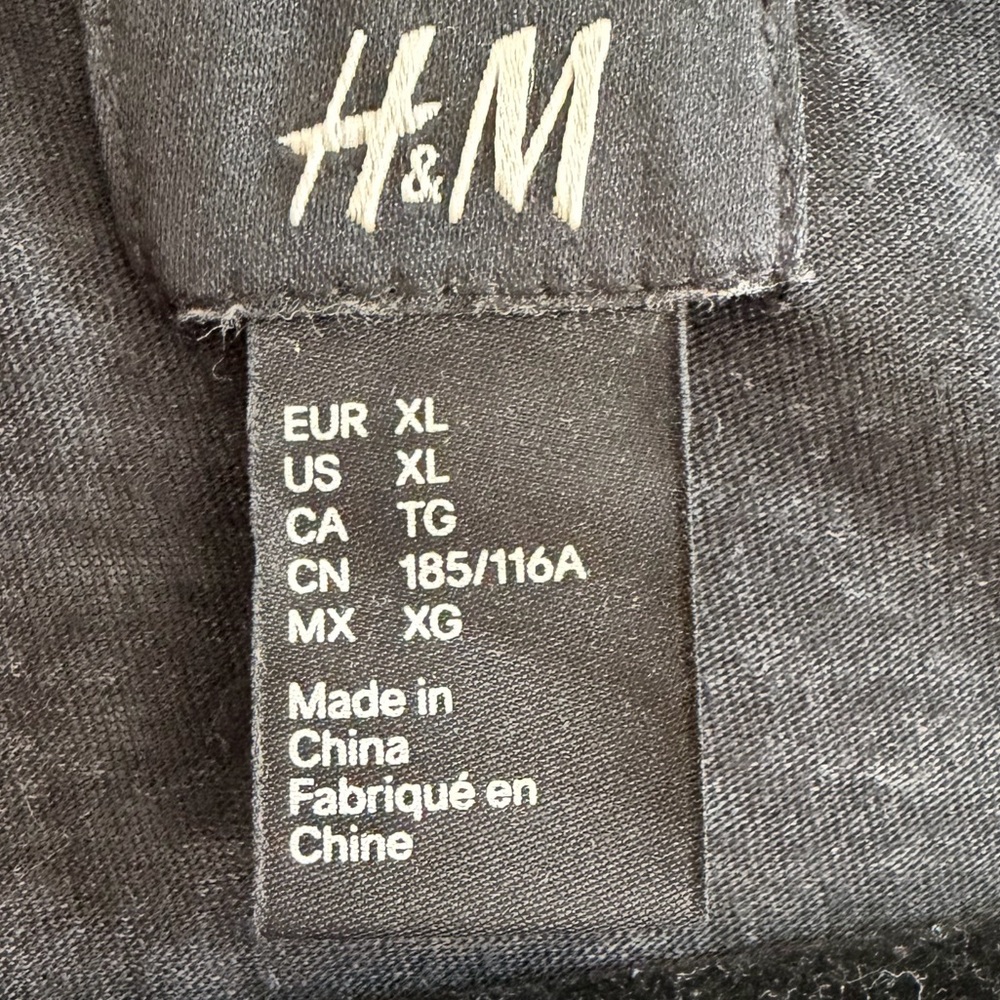 H&M
EUR XL
US XL
CA TG
CN 185/116A
MX XG
Made in
China
Fabriqué en
Chine